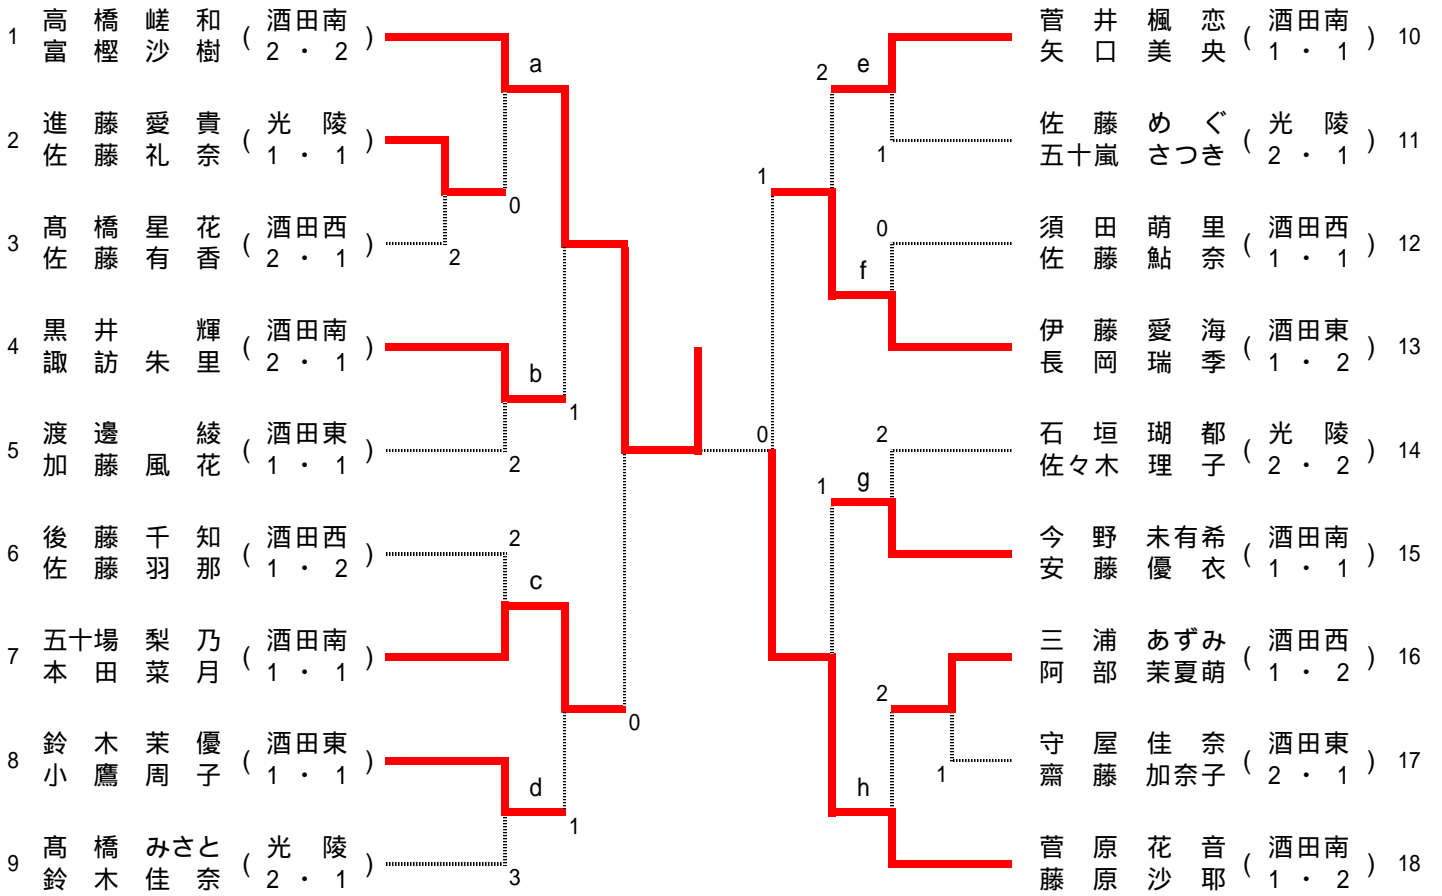 1 高橋嵯和 ( 酒田南 )
富樫沙樹 2 ・ 2
a
2 進藤愛貴 ( 光陵 )
佐藤礼奈 1 ・ 1
0
3 髙橋星花 ( 酒田西 )
佐藤有香 2 ・ 1
2
4 黒井輝 ( 酒田南 )
諏訪朱里 2 ・ 1
b
1
5 渡邊綾 ( 酒田東 )
加藤風花 1 ・ 1
2
6 後藤千知 ( 酒田西 )
佐藤羽那 1 ・ 2
2
c
7 五十場梨乃 ( 酒田南 )
本田菜月 1 ・ 1
0
8 鈴木茉優 ( 酒田東 )
小鷹周子 1 ・ 1
d
1
9 髙橋みさと ( 光陵 )
鈴木佳奈 2 ・ 1
3
菅井楓恋 ( 酒田南 ) 10
矢口美央 1 ・ 1
2 e
佐藤めぐ ( 光陵 ) 11
五十嵐さつき 2 ・ 1
1
1
須田萌里 ( 酒田西 ) 12
佐藤鮎奈 1 ・ 1
0
f
伊藤愛海 ( 酒田東 ) 13
長岡瑞季 1 ・ 2
0
石垣瑚都 ( 光陵 ) 14
佐々木理子 2 ・ 2
2
1 g
今野未有希 ( 酒田南 ) 15
安藤優衣 1 ・ 1
三浦あずみ ( 酒田西 ) 16
阿部茉夏萌 1 ・ 2
2
守屋佳奈 ( 酒田東 ) 17
齋藤加奈子 2 ・ 1
1
h
菅原花音 ( 酒田南 ) 18
藤原沙耶 1 ・ 2